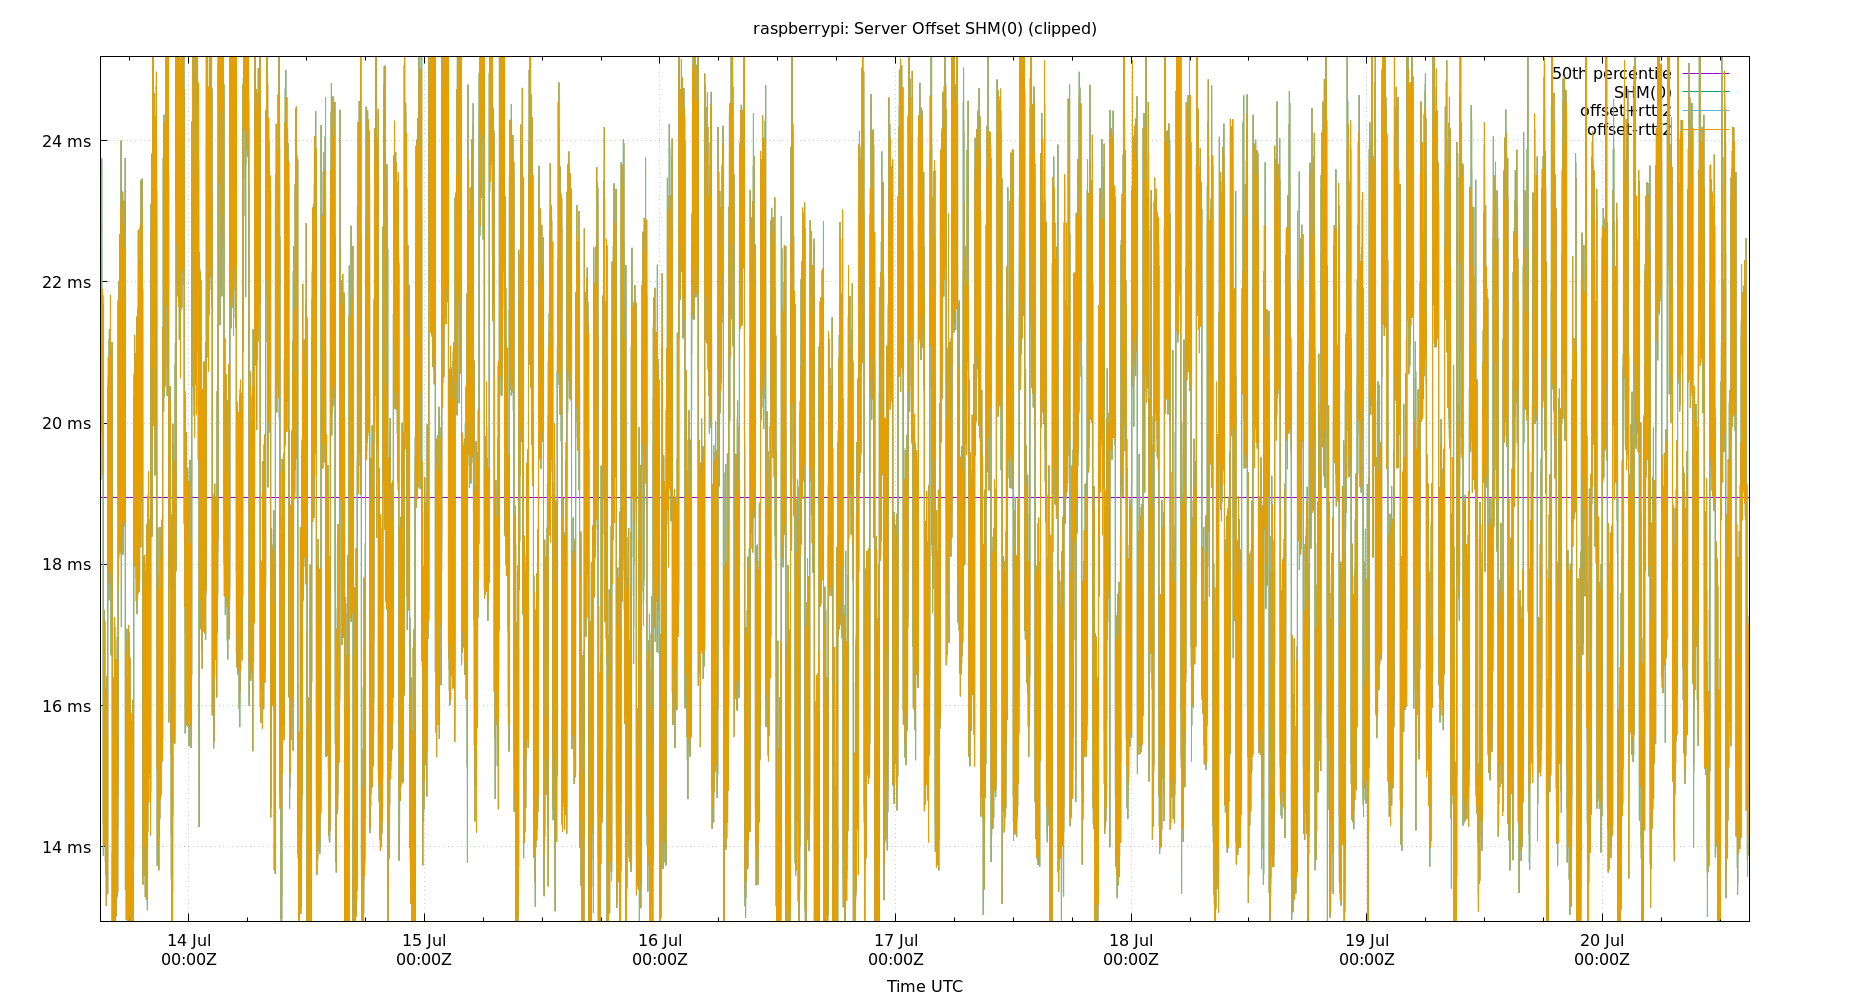 raspberrypi: Server Offset SHM(0) (clipped)
50th percentile
SHM(0)
offset+rtt/2
offset-rtt/2
24 ms
22 ms
20 ms
18 ms
16 ms
14 ms
14 Jul 15 Jul 16 Jul 17 Jul 18 Jul 19 Jul 20 Jul
00:00Z 00:00Z 00:00Z 00:00Z 00:00Z 00:00Z 00:00Z
Time UTC